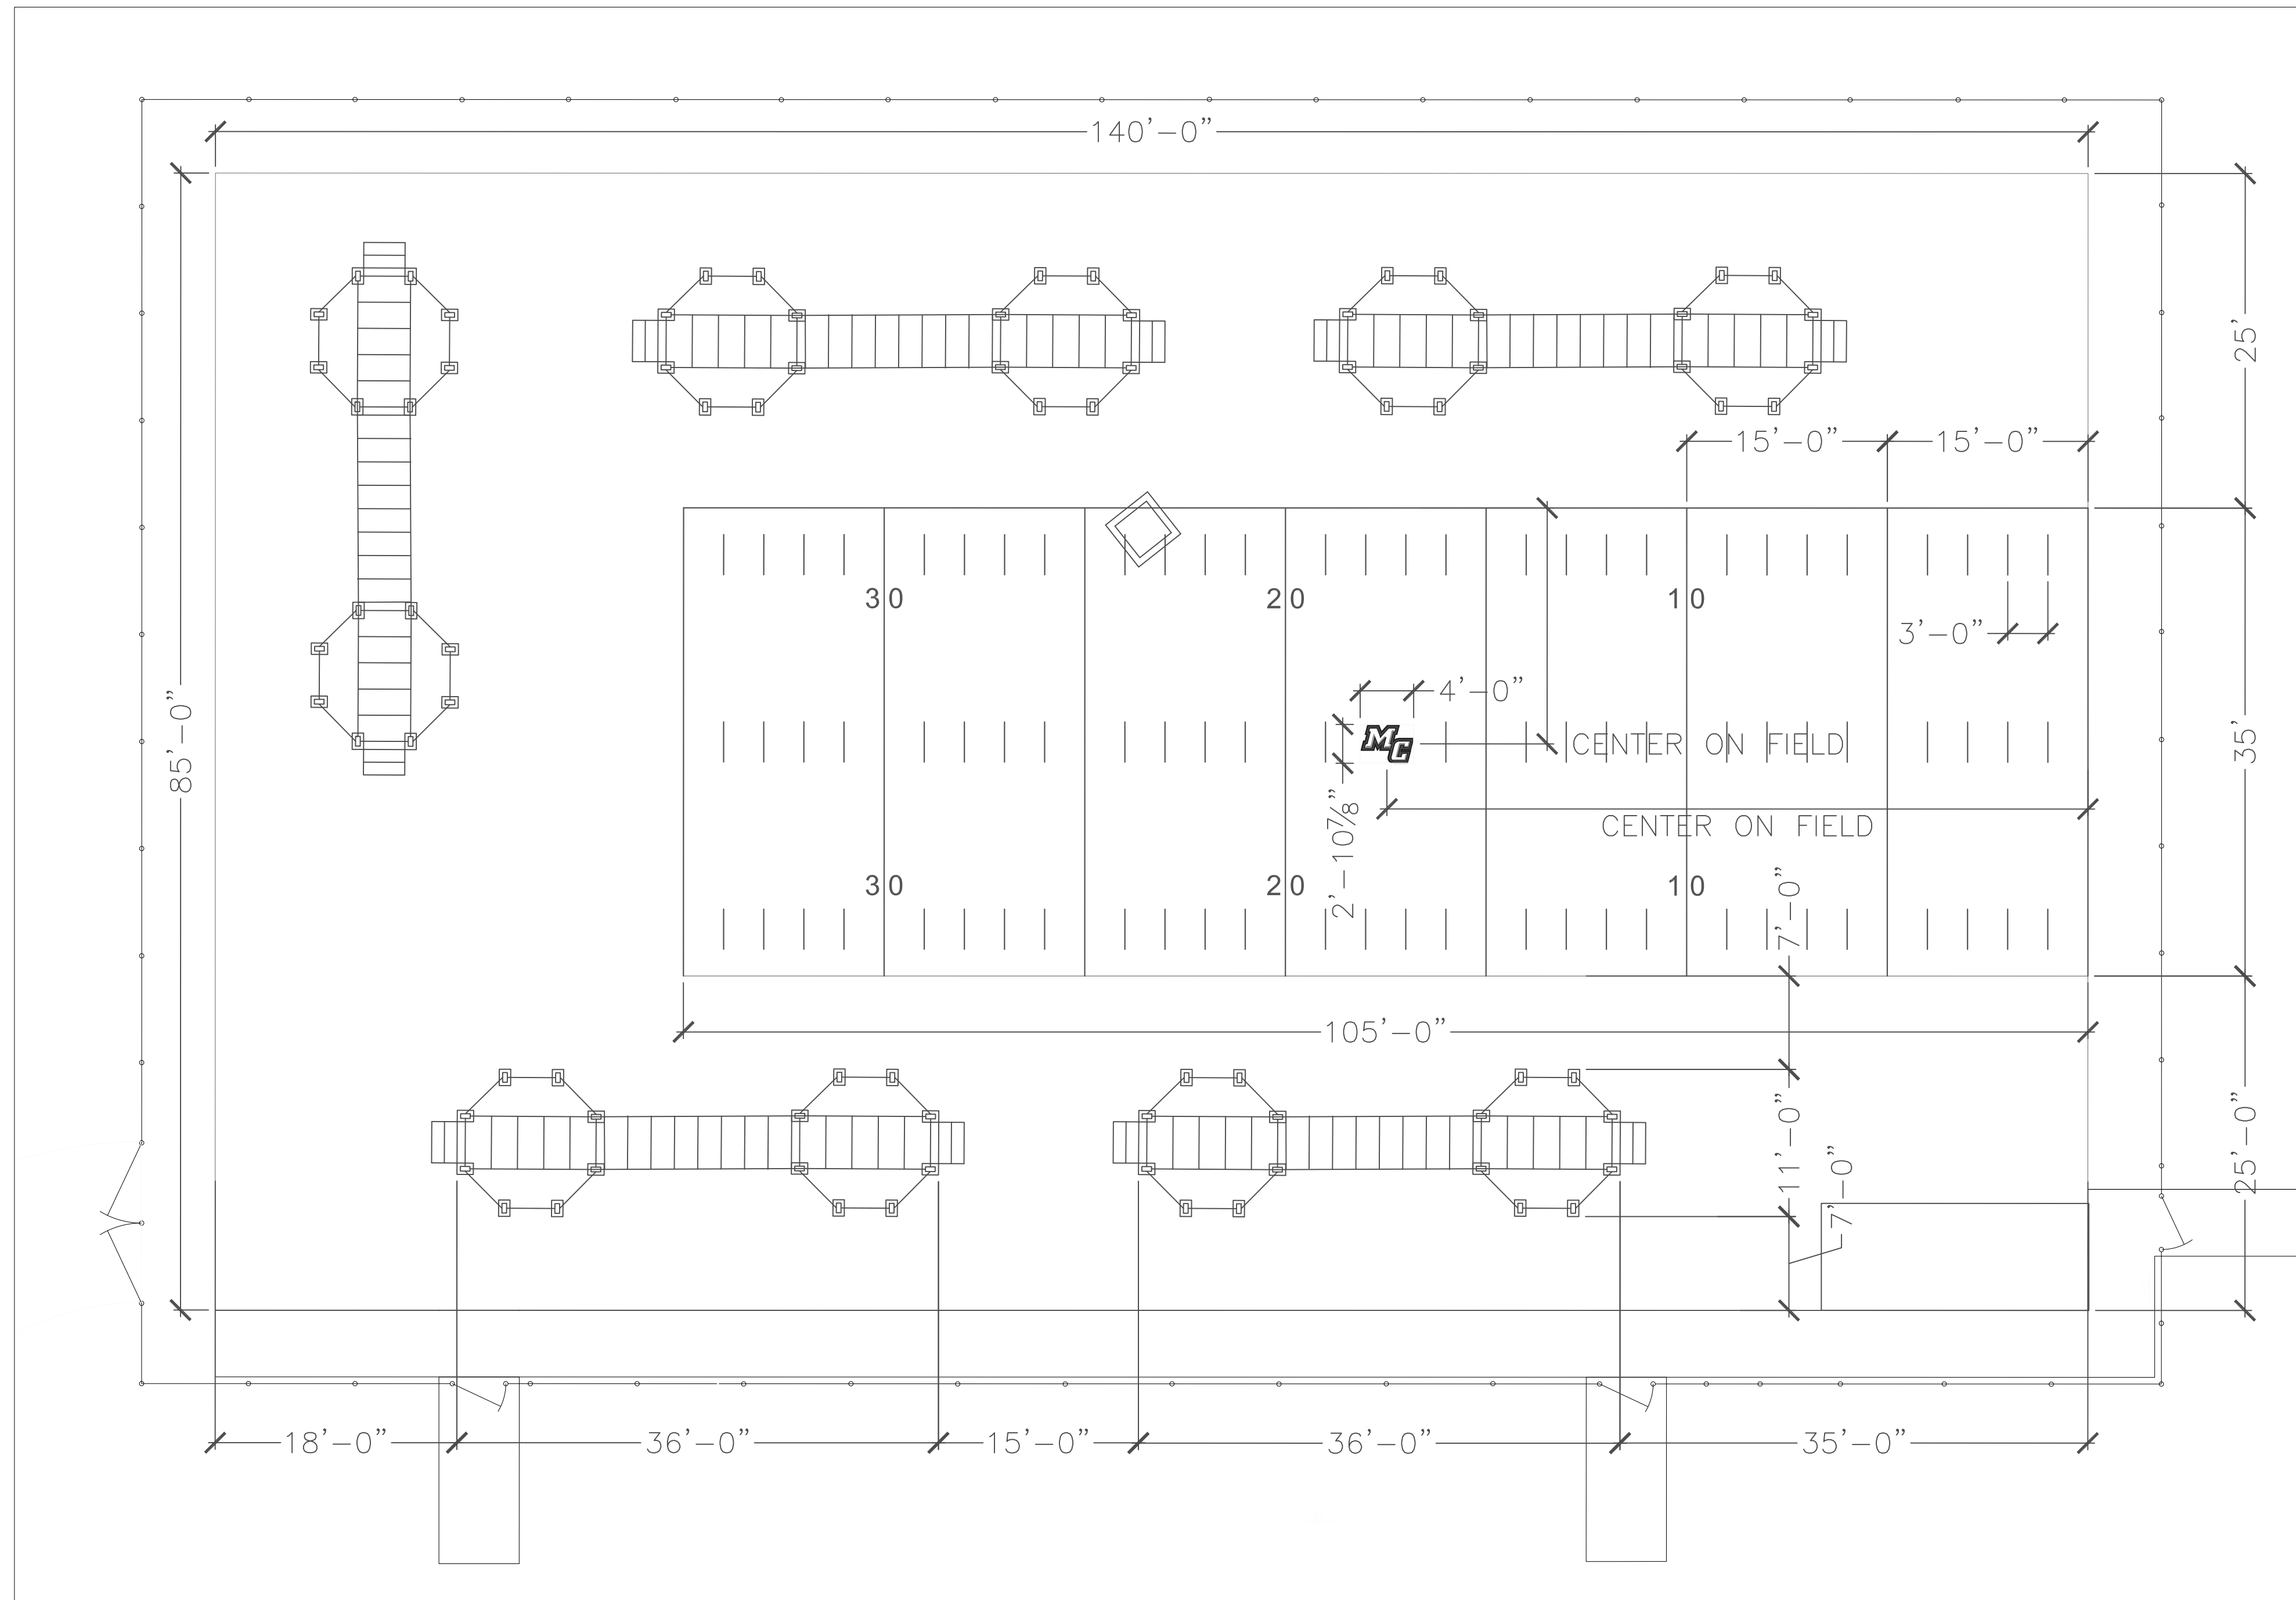 140'-0"
25'
15'-0" 15'-0"
30 20 10
3'-0"
85'-0"
4'-0"
MC
CENTER ON FIELD
35'
2'-10⅞"
CENTER ON FIELD
30 20 10
7'-0"
105'-0"
11'-0"
7'-0"
25'-0"
18'-0" 36'-0" 15'-0" 36'-0" 35'-0"